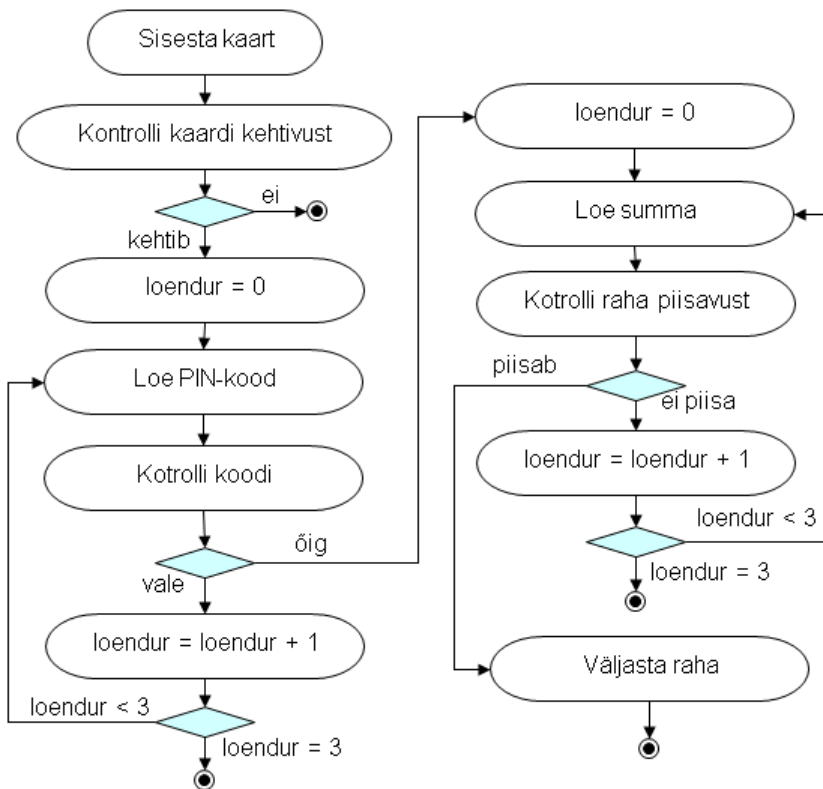 Sisesta kaart
Kontrolli kaardi kehtivust
ei
kehtib
loendur = 0
Loe PIN-kood
Kotrolli koodi
õig
vale
loendur = loendur + 1
loendur < 3
loendur = 3
loendur = 0
Loe summa
Kotrolli raha piisavust
piisab
ei piisa
loendur = loendur + 1
loendur < 3
loendur = 3
Väljasta raha